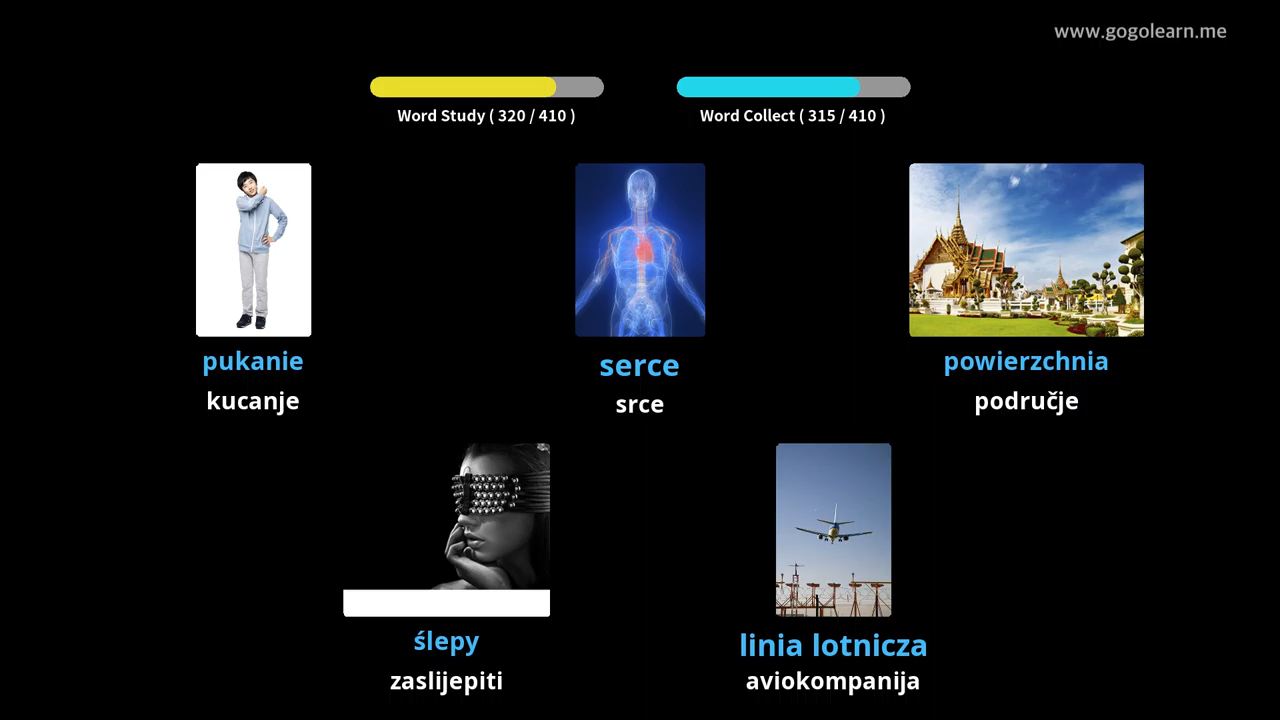 www.gogolearn.me
Word Study ( 320 / 410 )
Word Collect ( 315 / 410 )
pukanie
kucanje
serce
srce
powierzchnia
područje
ślepy
zaslijepiti
linia lotnicza
aviokompanija